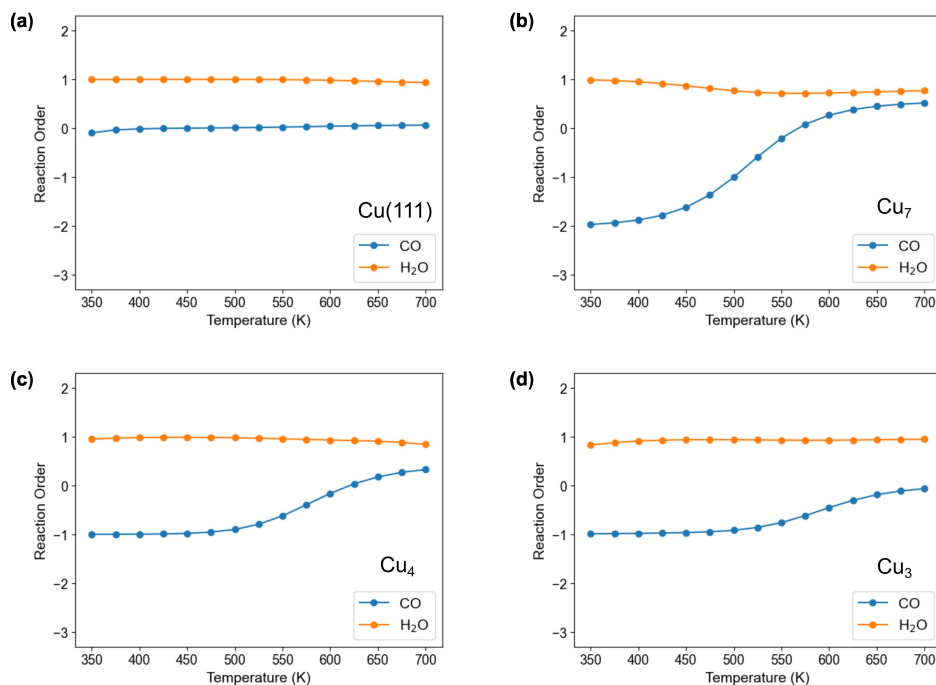 (a)
2
1
0
−1
−2
−3
Reaction Order
Cu(111)
CO
H₂O
350 400 450 500 550 600 650 700
Temperature (K)
(b)
2
1
0
−1
−2
−3
Reaction Order
Cu₇
CO
H₂O
350 400 450 500 550 600 650 700
Temperature (K)
(c)
2
1
0
−1
−2
−3
Reaction Order
Cu₄
CO
H₂O
350 400 450 500 550 600 650 700
Temperature (K)
(d)
2
1
0
−1
−2
−3
Reaction Order
Cu₃
CO
H₂O
350 400 450 500 550 600 650 700
Temperature (K)